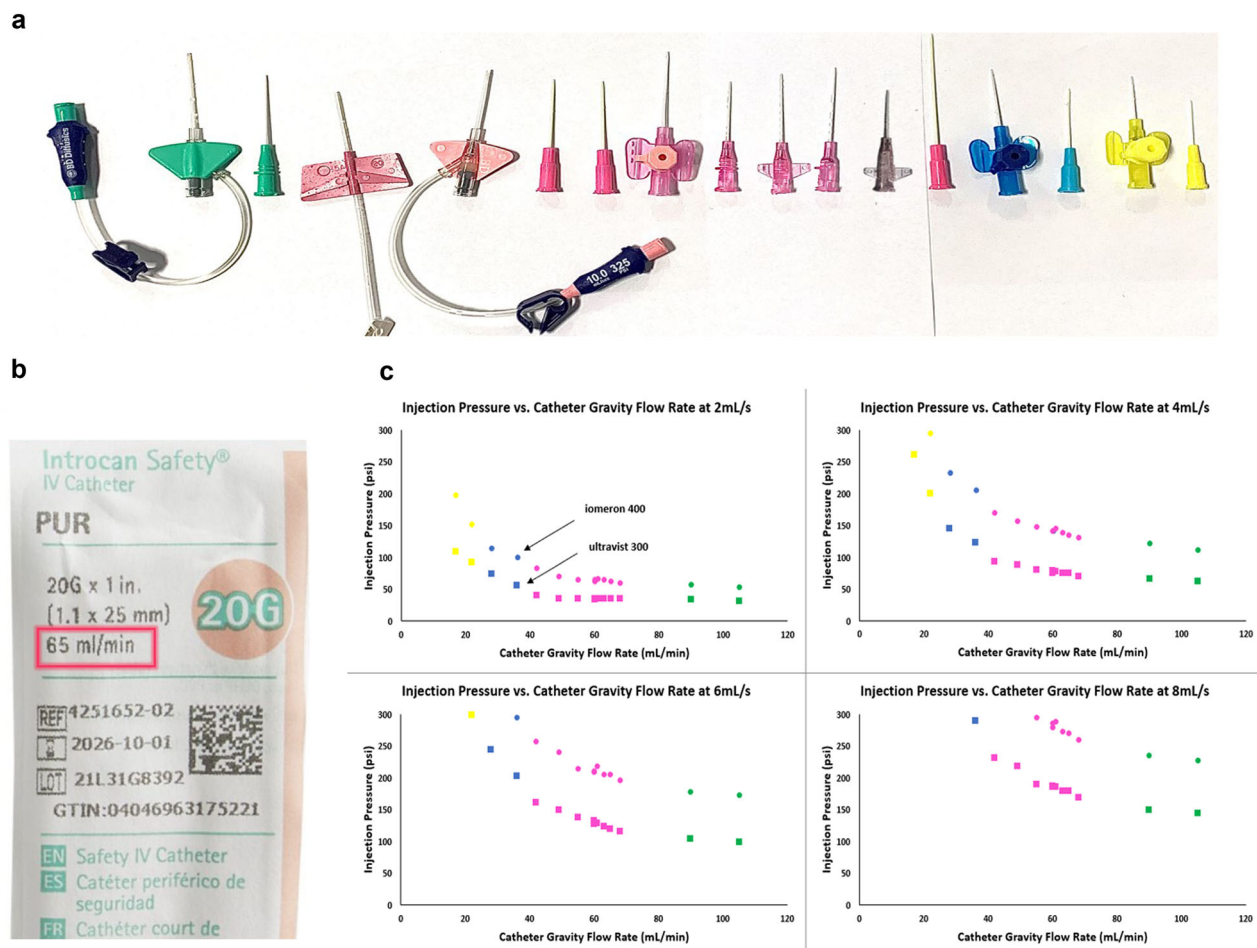 a
BD Diffusics
10.0 325
PSI
b
Introcan Safety®
IV Catheter
PUR
20G x 1 in.
(1.1 x 25 mm)
65 ml/min
20G
REF 4251652-02
2026-10-01
LOT 21L31G8392
GTIN:04046963175221
EN Safety IV Catheter
ES Catéter periférico de
seguridad
FR Cathéter court de
c
Injection Pressure vs. Catheter Gravity Flow Rate at 2mL/s
Injection Pressure (psi)
300
250
200
150
100
50
0
iomeron 400
ultravist 300
0 20 40 60 80 100 120
Catheter Gravity Flow Rate (mL/min)
Injection Pressure vs. Catheter Gravity Flow Rate at 4mL/s
Injection Pressure (psi)
300
250
200
150
100
50
0
0 20 40 60 80 100 120
Catheter Gravity Flow Rate (mL/min)
Injection Pressure vs. Catheter Gravity Flow Rate at 6mL/s
Injection Pressure (psi)
300
250
200
150
100
50
0
0 20 40 60 80 100 120
Catheter Gravity Flow Rate (mL/min)
Injection Pressure vs. Catheter Gravity Flow Rate at 8mL/s
Injection Pressure (psi)
300
250
200
150
100
50
0
0 20 40 60 80 100 120
Catheter Gravity Flow Rate (mL/min)